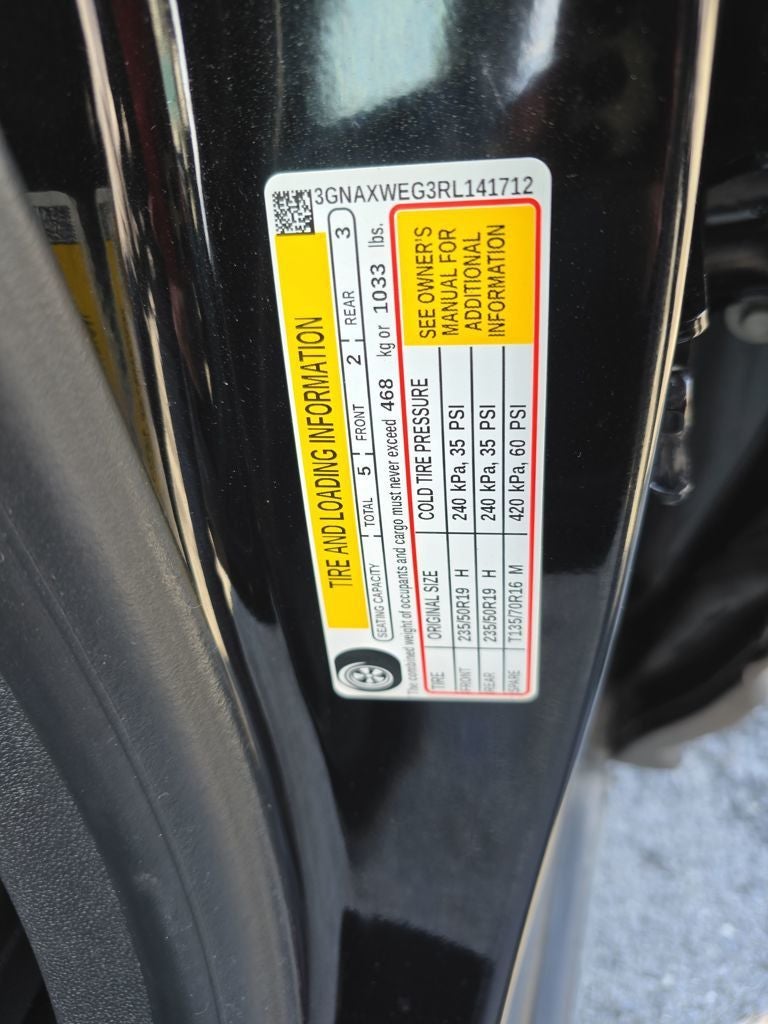 3GNAXWEG3RL141712
TIRE AND LOADING INFORMATION
SEATING CAPACITY TOTAL 5 FRONT 2 REAR 3
The combined weight of occupants and cargo must never exceed 468 kg or 1033 lbs.
TIRE ORIGINAL SIZE COLD TIRE PRESSURE
FRONT 235/50R19 H 240 kPa, 35 PSI
REAR 235/50R19 H 240 kPa, 35 PSI
SPARE T135/70R16 M 420 kPa, 60 PSI
SEE OWNER'S
MANUAL FOR
ADDITIONAL
INFORMATION